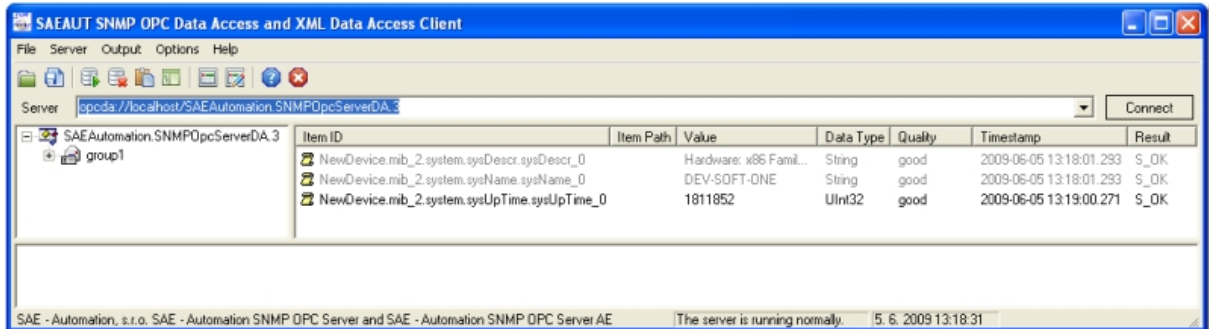 SAEAUT SNMP OPC Data Access and XML Data Access Client
File Server Output Options Help
Server opcda://localhost/SAEAutomation.SNMPOpcServerDA.3 Connect
SAEAutomation.SNMPOpcServerDA.3
group1
Item ID Item Path Value Data Type Quality Timestamp Result
NewDevice.mib_2.system.sysDescr.sysDescr_0 Hardware: x86 Famil... String good 2009-06-05 13:18:01.293 S_OK
NewDevice.mib_2.system.sysName.sysName_0 DEV-SOFT-ONE String good 2009-06-05 13:18:01.293 S_OK
NewDevice.mib_2.system.sysUpTime.sysUpTime_0 1811852 UInt32 good 2009-06-05 13:19:00.271 S_OK
SAE - Automation, s.r.o. SAE - Automation SNMP OPC Server and SAE - Automation SNMP OPC Server AE The server is running normally. 5. 6. 2009 13:18:31